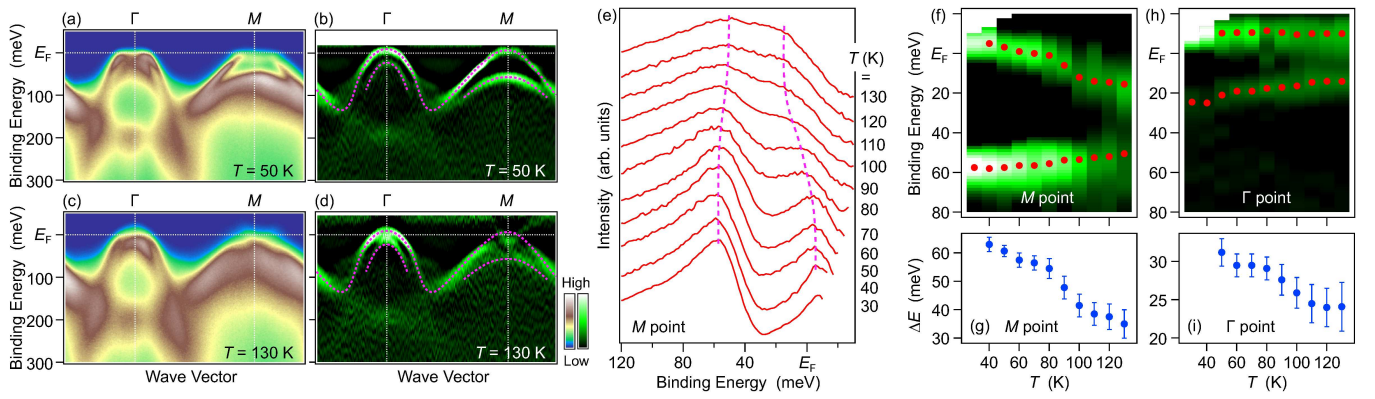 (a)
Γ
M
E_F
100
200
300
Binding Energy (meV)
T = 50 K
(b)
Γ
M
T = 50 K
(c)
Γ
M
E_F
100
200
300
Binding Energy (meV)
T = 130 K
Wave Vector
(d)
Γ
M
T = 130 K
Wave Vector
High
Low
(e)
T (K)
=
130
120
110
100
90
80
70
60
50
40
30
Intensity (arb. units)
M point
120
80
40
E_F
Binding Energy (meV)
(f)
E_F
20
40
60
80
Binding Energy (meV)
M point
(g)
M point
60
50
40
30
ΔE (meV)
40
60
80
100
120
T (K)
(h)
E_F
20
40
60
80
Γ point
(i)
Γ point
30
25
20
40
60
80
100
120
T (K)